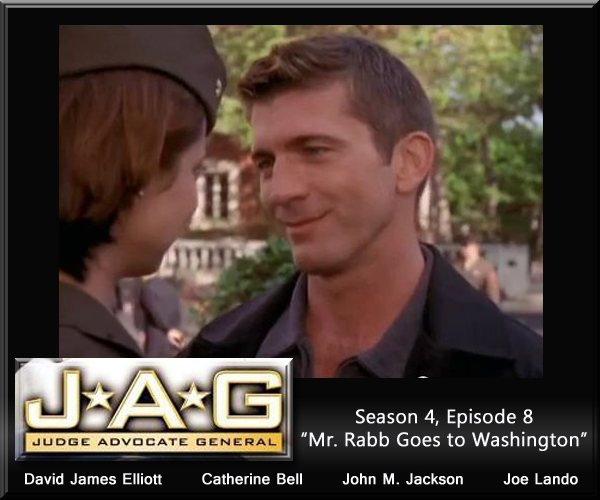 J★A★G
JUDGE ADVOCATE GENERAL
Season 4, Episode 8
“Mr. Rabb Goes to Washington”
David James Elliott Catherine Bell John M. Jackson Joe Lando